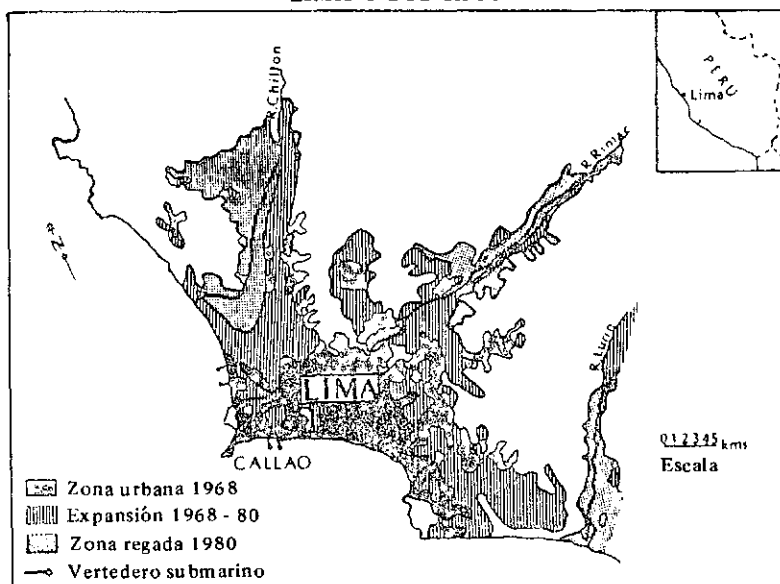 R. Chillon
PERU
Lima
R. Rimac
R. Lurin
N
LIMA
CALLAO
0 1 2 3 4 5 kms
Escala
Zona urbana 1968
Expansión 1968 - 80
Zona regada 1980
Vertedero submarino